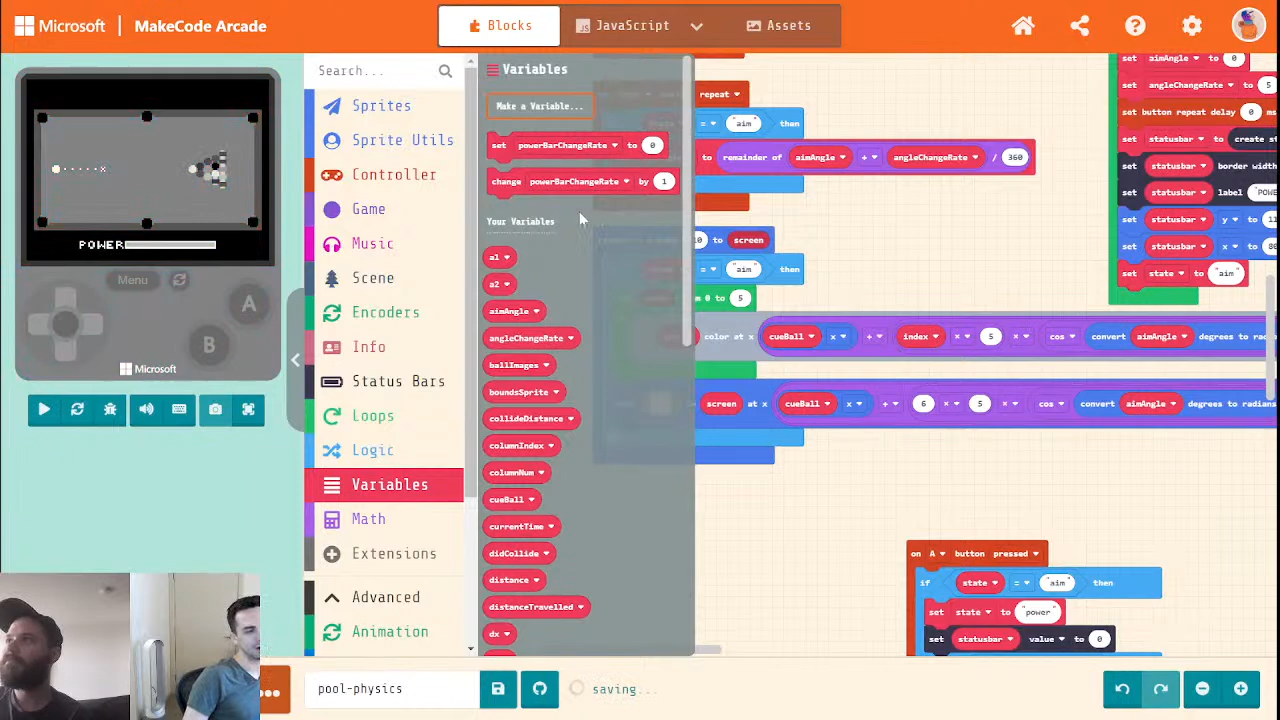 Microsoft MakeCode Arcade
Blocks
JavaScript
Assets
POWER
Menu
A
B
Microsoft
Search...
Sprites
Sprite Utils
Controller
Game
Music
Scene
Encoders
Info
Status Bars
Loops
Logic
Variables
Math
Extensions
Advanced
Animation
Variables
Make a Variable...
set powerBarChangeRate to 0
change powerBarChangeRate by 1
Your Variables
a1
a2
aimAngle
angleChangeRate
ballImages
boundsSprite
collideDistance
columnIndex
columnNum
cueBall
currentTime
didCollide
distance
distanceTravelled
dx
repeat
= "aim" then
to remainder of aimAngle + angleChangeRate / 360
10 to screen
= "aim" then
m 0 to 5
color at x cueBall x + index × 5 × cos convert aimAngle degrees to radia
screen at x cueBall x + 6 × 5 × cos convert aimAngle degrees to radians
set aimAngle to 0
set angleChangeRate to 5
set button repeat delay 0 ms
set statusbar to create s
set statusbar border width
set statusbar label "POWE
set statusbar y to 11
set statusbar x to 80
set state to "aim"
on A button pressed
if state = "aim" then
set state to "power"
set statusbar value to 0
pool-physics
saving...